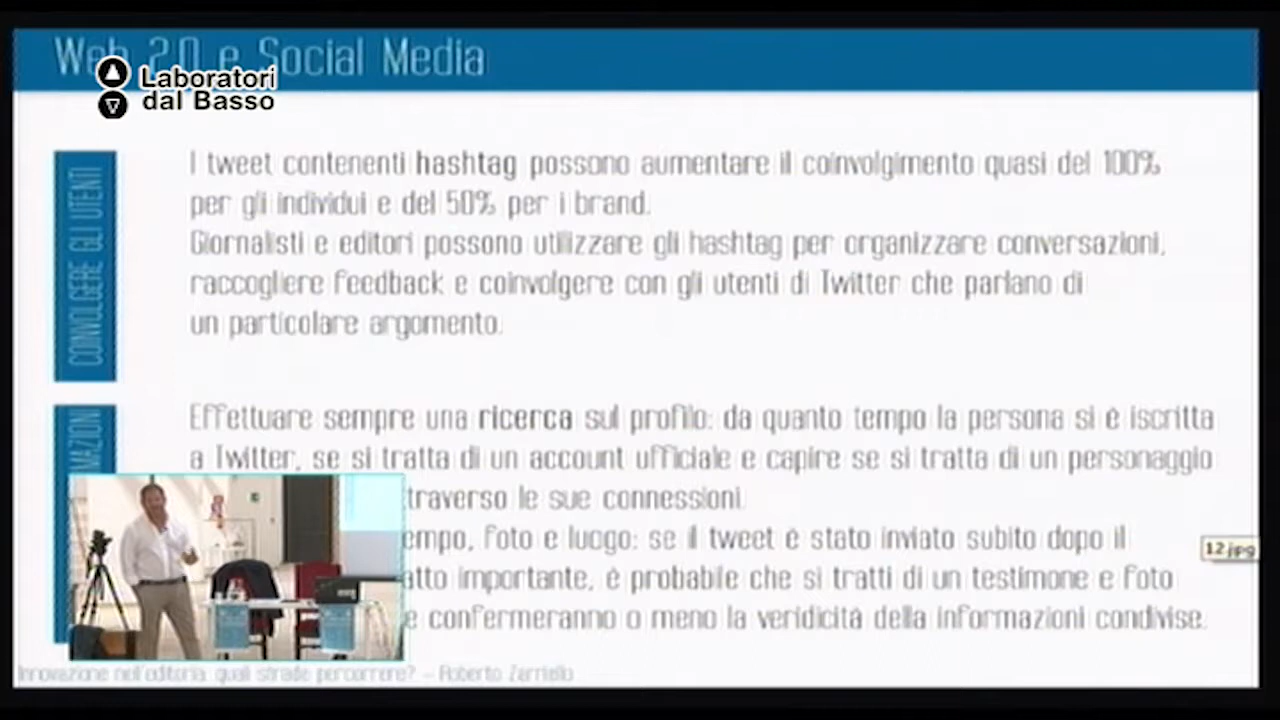 Web 2.0 e Social Media
Laboratori
dal Basso
COINVOLGERE GLI UTENTI
I tweet contenenti hashtag possono aumentare il coinvolgimento quasi del 100%
per gli individui e del 50% per i brand.
Giornalisti e editori possono utilizzare gli hashtag per organizzare conversazioni,
raccogliere feedback e coinvolgere con gli utenti di Twitter che parlano di
un particolare argomento.
MAZIONI
Effettuare sempre una ricerca sul profilo: da quanto tempo la persona si è iscritta
a Twitter, se si tratta di un account ufficiale e capire se si tratta di un personaggio
traverso le sue connessioni.
empo, foto e luogo: se il tweet è stato inviato subito dopo il
atto importante, è probabile che si tratti di un testimone e foto
e confermeranno o meno la veridicità della informazioni condivise.
12.jpg
Innovazione nell'editoria: quali strade percorrere? – Roberto Zarriello